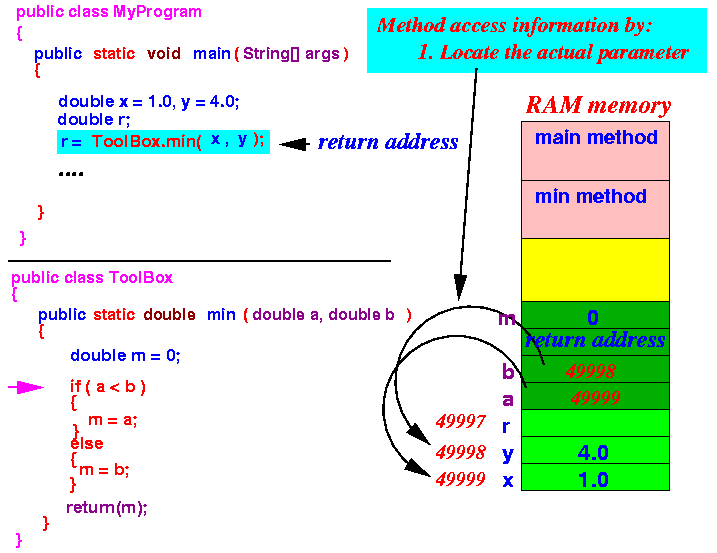 public class MyProgram
{
public static void main ( String[] args )
{
double x = 1.0, y = 4.0;
double r;
r = ToolBox.min( x , y );
....
}
}
return address
Method access information by:
1. Locate the actual parameter
public class ToolBox
{
public static double min ( double a, double b )
{
double m = 0;
if ( a < b )
{
m = a;
}
else
{
m = b;
}
return(m);
}
}
RAM memory
main method
min method
m 0
return address
b 49998
a 49999
49997 r
49998 y 4.0
49999 x 1.0